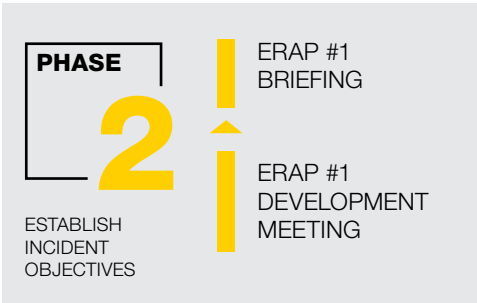 PHASE
2
ESTABLISH
INCIDENT
OBJECTIVES
ERAP #1
BRIEFING
ERAP #1
DEVELOPMENT
MEETING